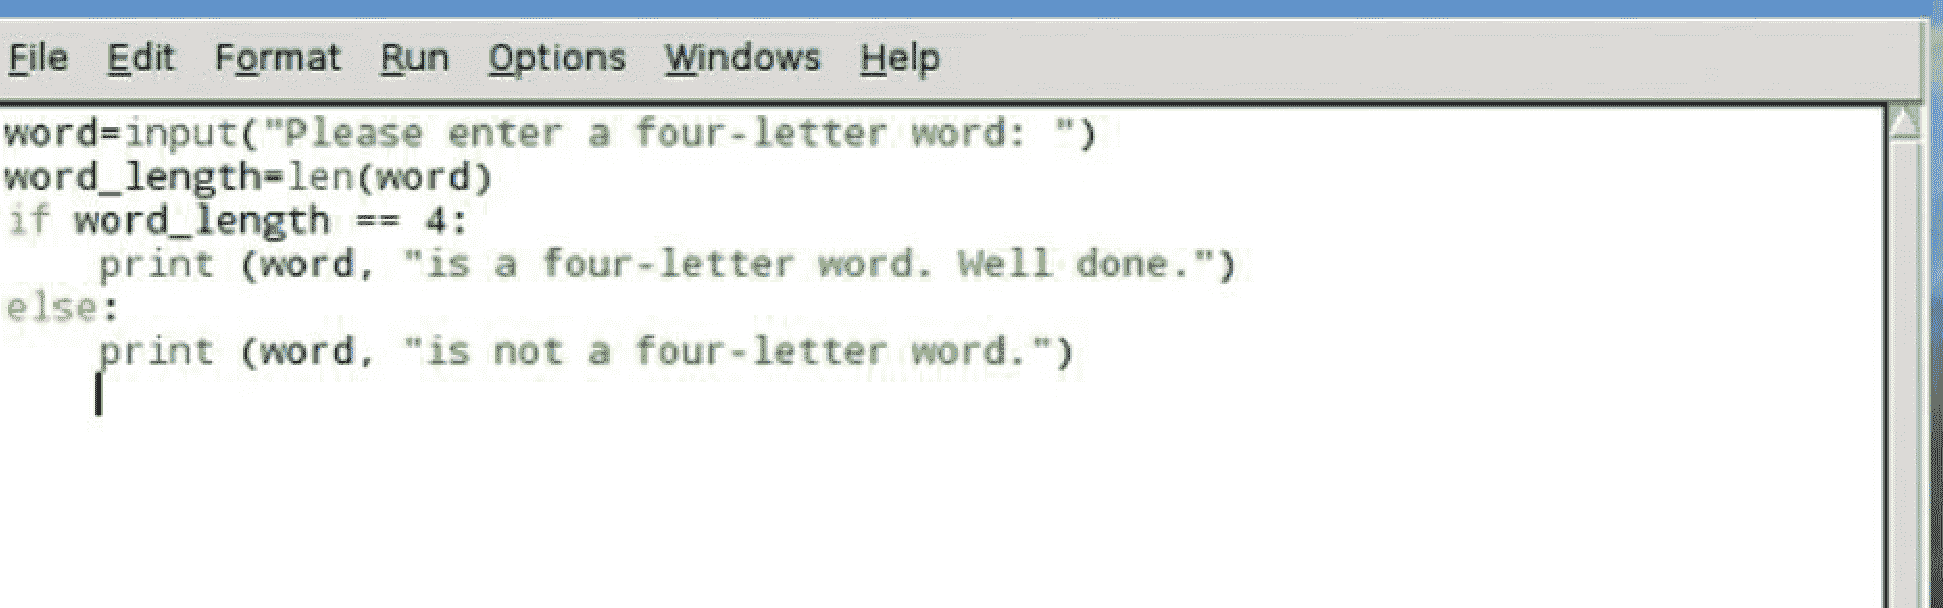 File Edit Format Run Options Windows Help
word=input("Please enter a four-letter word: ")
word_length=len(word)
if word_length == 4:
    print (word, "is a four-letter word. Well done.")
else:
    print (word, "is not a four-letter word.")